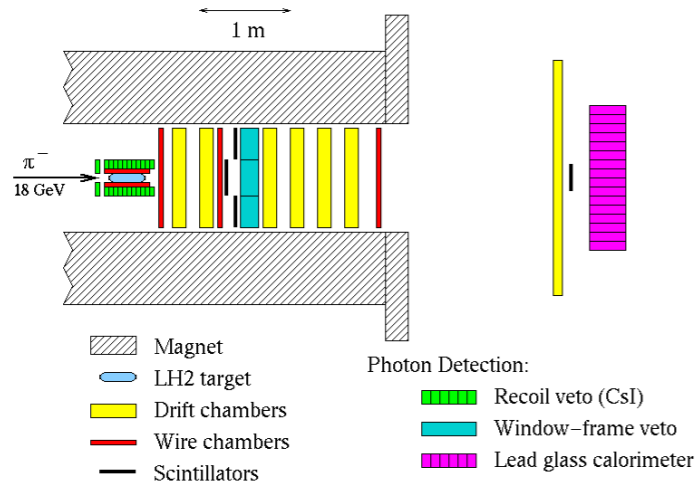 1 m
π−
18 GeV
Magnet
LH2 target
Drift chambers
Wire chambers
Scintillators
Photon Detection:
Recoil veto (CsI)
Window−frame veto
Lead glass calorimeter